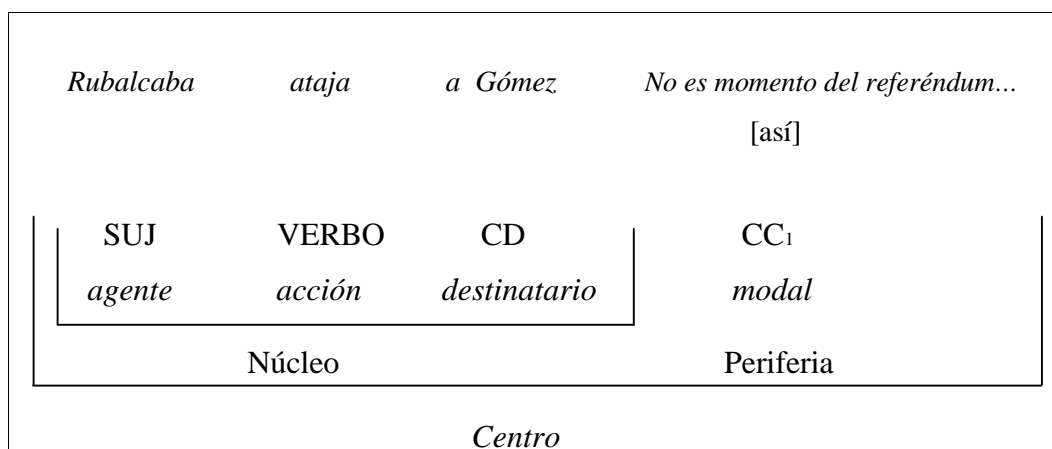 Rubalcaba ataja a Gómez No es momento del referéndum...
[así]
SUJ VERBO CD CC₁
agente acción destinatario modal
Núcleo Periferia
Centro